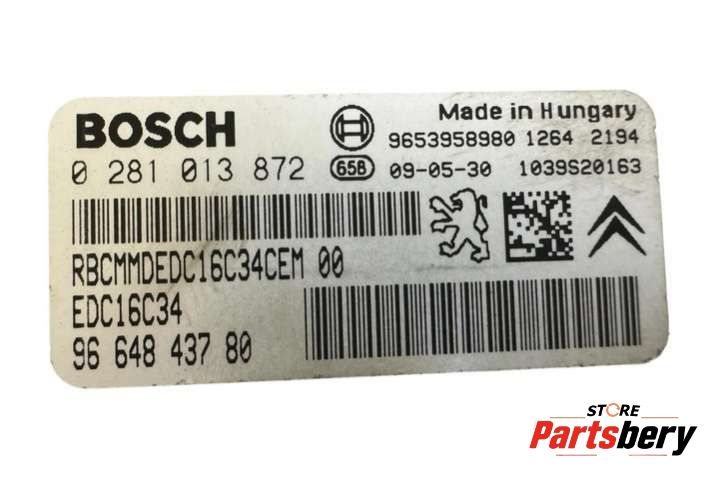 BOSCH
Made in Hungary
9653958980 1264 2194
0 281 013 872 658 09-05-30 1039S20163
RBCMMDEDC16C34CEM 00
EDC16C34
96 648 437 80
STORE
Partsbery